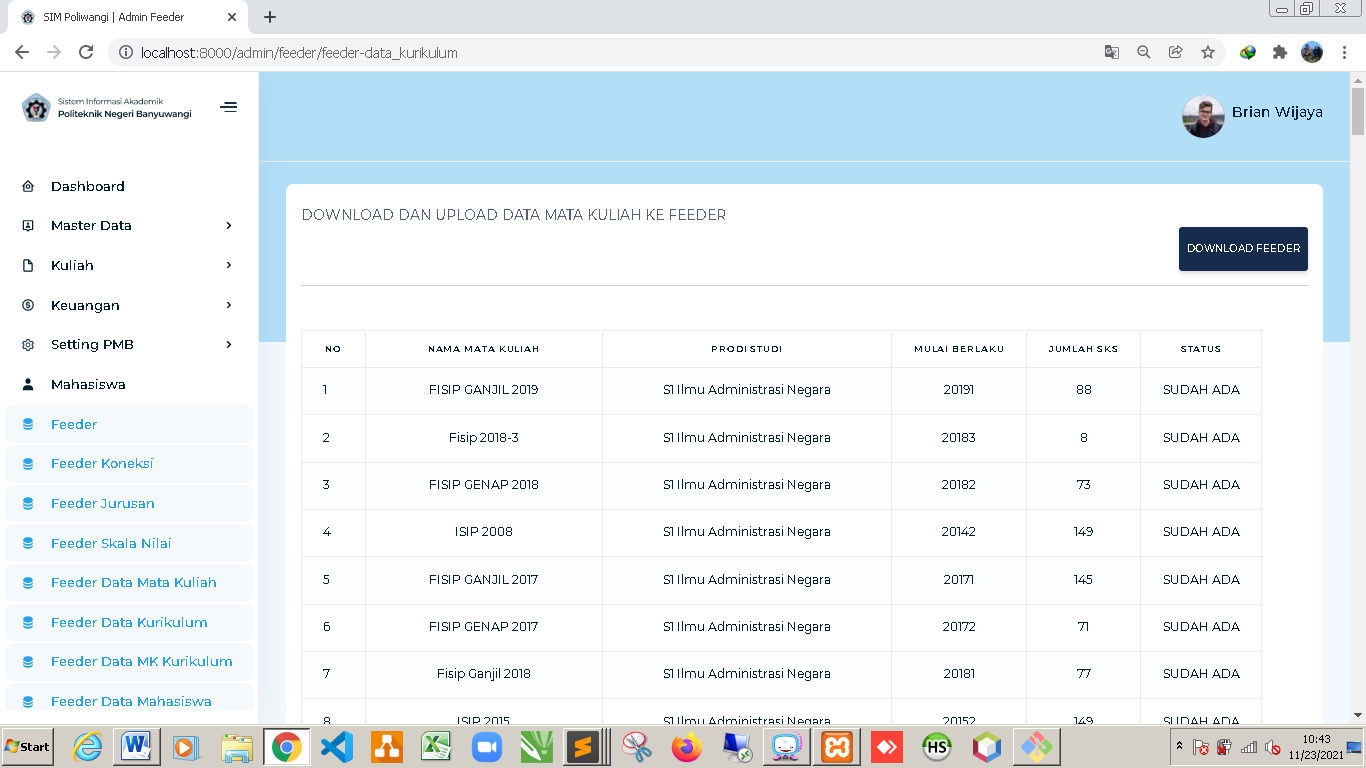 SIM Poliwangi | Admin Feeder
localhost:8000/admin/feeder/feeder-data_kurikulum
Sistem Informasi Akademik
Politeknik Negeri Banyuwangi
Brian Wijaya
Dashboard
Master Data
Kuliah
Keuangan
Setting PMB
Mahasiswa
Feeder
Feeder Koneksi
Feeder Jurusan
Feeder Skala Nilai
Feeder Data Mata Kuliah
Feeder Data Kurikulum
Feeder Data MK Kurikulum
Feeder Data Mahasiswa
DOWNLOAD DAN UPLOAD DATA MATA KULIAH KE FEEDER
DOWNLOAD FEEDER
NO NAMA MATA KULIAH PRODI STUDI MULAI BERLAKU JUMLAH SKS STATUS
1 FISIP GANJIL 2019 S1 Ilmu Administrasi Negara 20191 88 SUDAH ADA
2 Fisip 2018-3 S1 Ilmu Administrasi Negara 20183 8 SUDAH ADA
3 FISIP GENAP 2018 S1 Ilmu Administrasi Negara 20182 73 SUDAH ADA
4 ISIP 2008 S1 Ilmu Administrasi Negara 20142 149 SUDAH ADA
5 FISIP GANJIL 2017 S1 Ilmu Administrasi Negara 20171 145 SUDAH ADA
6 FISIP GENAP 2017 S1 Ilmu Administrasi Negara 20172 71 SUDAH ADA
7 Fisip Ganjil 2018 S1 Ilmu Administrasi Negara 20181 77 SUDAH ADA
8 ISIP 2015 S1 Ilmu Administrasi Negara 20152 149 SUDAH ADA
Start
HS
10:43
11/23/2021